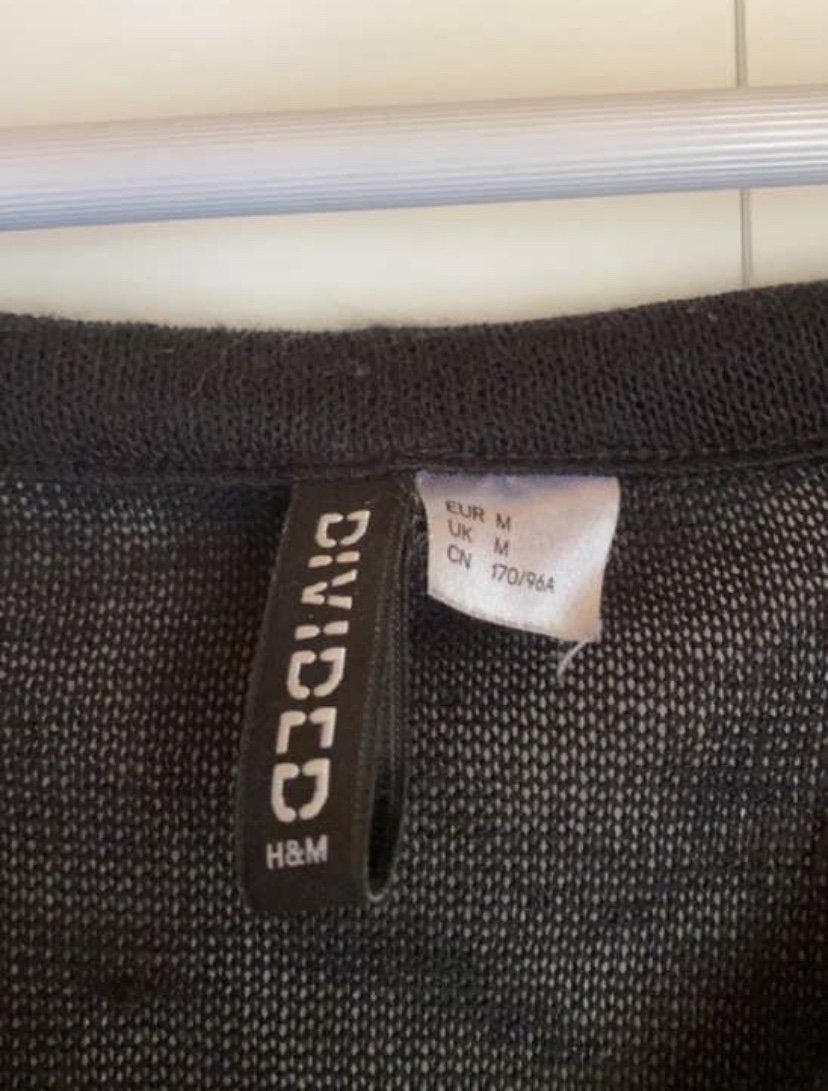 DIVIDED
H&M
EUR M
UK M
CN 170/96A